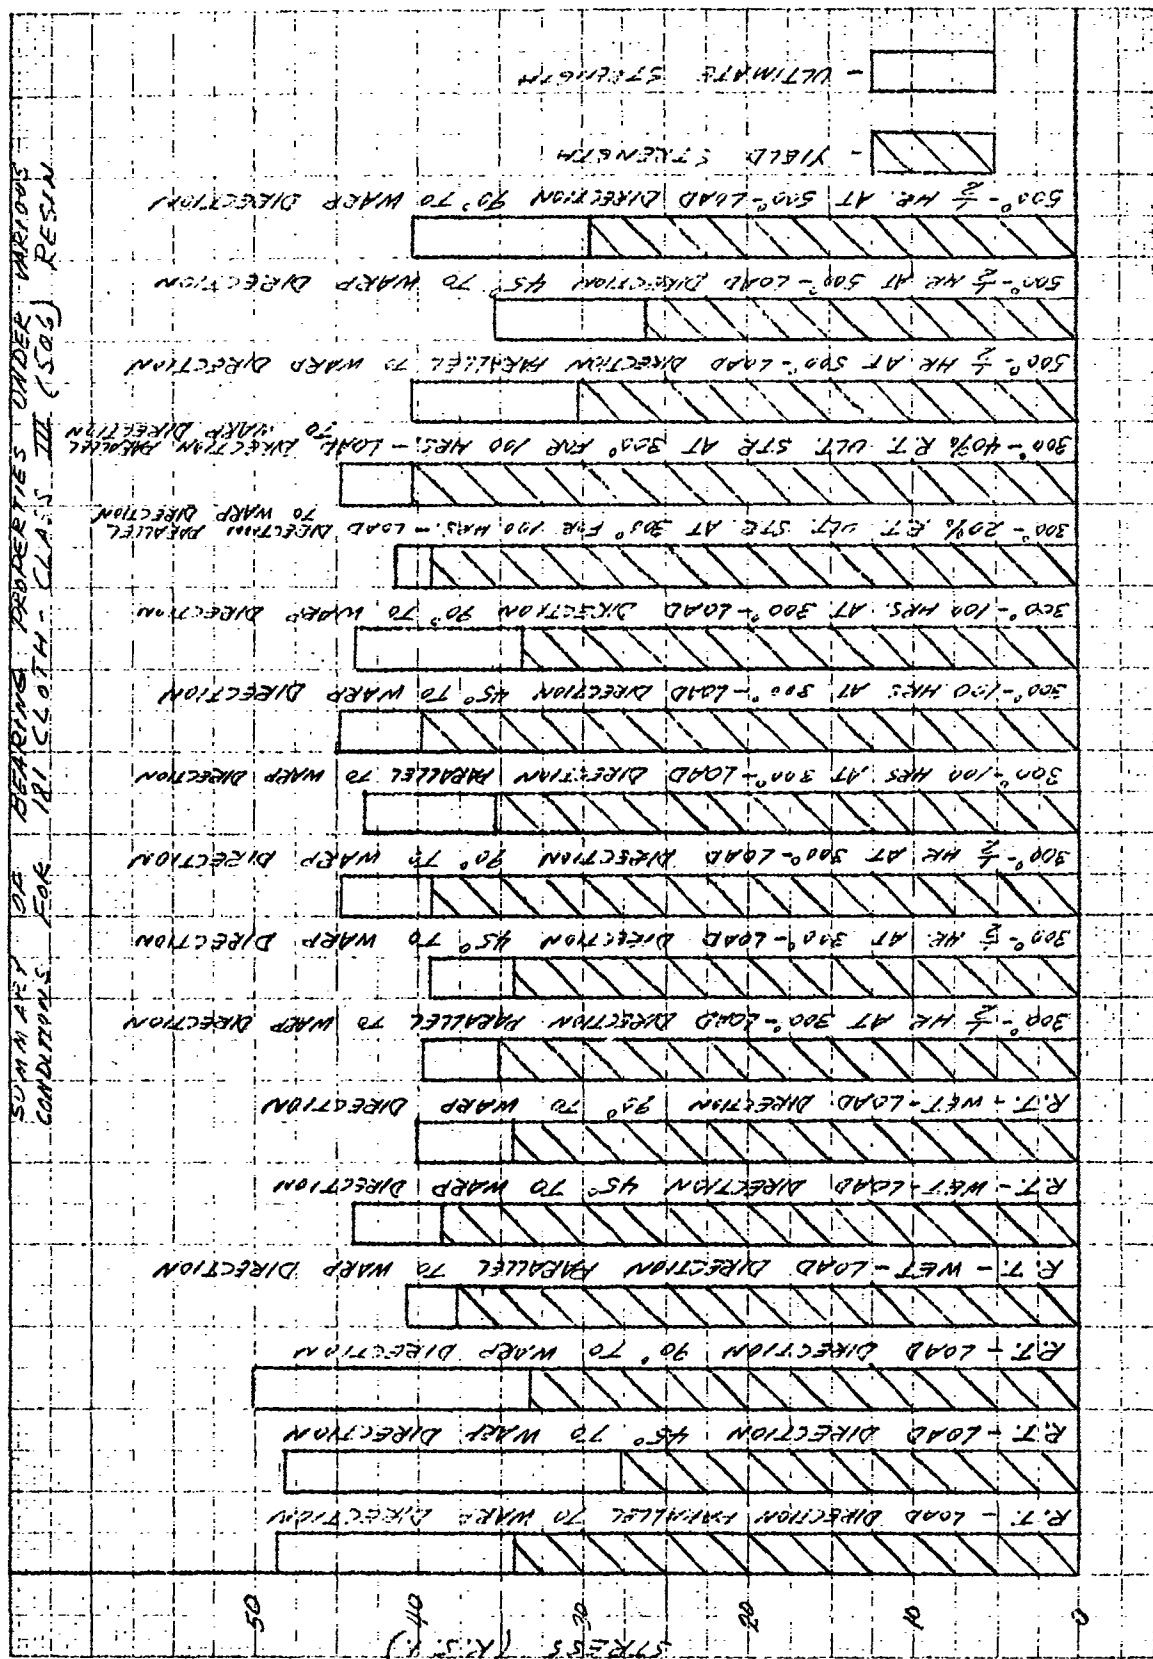 SUMMARY OF BEARING PROPERTIES UNDER VARIOUS
CONDITIONS FOR 181 CLOTH - CLASS III (506) RESIN
STRESS (K.S.I.)
0
10
20
30
40
50
R.T. - LOAD DIRECTION PARALLEL TO WARP DIRECTION
R.T. - LOAD DIRECTION 45° TO WARP DIRECTION
R.T. - LOAD DIRECTION 90° TO WARP DIRECTION
R.T. - WET - LOAD DIRECTION PARALLEL TO WARP DIRECTION
R.T. - WET - LOAD DIRECTION 45° TO WARP DIRECTION
R.T. - WET - LOAD DIRECTION 90° TO WARP DIRECTION
300° - 1/2 HR AT 300° - LOAD DIRECTION PARALLEL TO WARP DIRECTION
300° - 1/2 HR. AT 300° - LOAD DIRECTION 45° TO WARP DIRECTION
300° - 1/2 HR AT 300° - LOAD DIRECTION 90° TO WARP DIRECTION
300° - 100 HRS. AT 300° - LOAD DIRECTION PARALLEL TO WARP DIRECTION
300° - 100 HRS AT 300° - LOAD DIRECTION 45° TO WARP DIRECTION
300° - 100 HRS. AT 300° - LOAD DIRECTION 90° TO WARP DIRECTION
300° - 20% R.T. ULT. STR. AT 300° FOR 100 HRS. - LOAD DIRECTION PARALLEL
TO WARP DIRECTION
300° - 40% R.T. ULT. STR AT 300° FOR 100 HRS. - LOAD DIRECTION PARALLEL
TO WARP DIRECTION
500° - 1/2 HR AT 500° - LOAD DIRECTION PARALLEL TO WARP DIRECTION
500° - 1/2 HR AT 500° - LOAD DIRECTION 45° TO WARP DIRECTION
500° - 1/2 HR. AT 500° - LOAD DIRECTION 90° TO WARP DIRECTION
- YIELD STRENGTH
- ULTIMATE STRENGTH